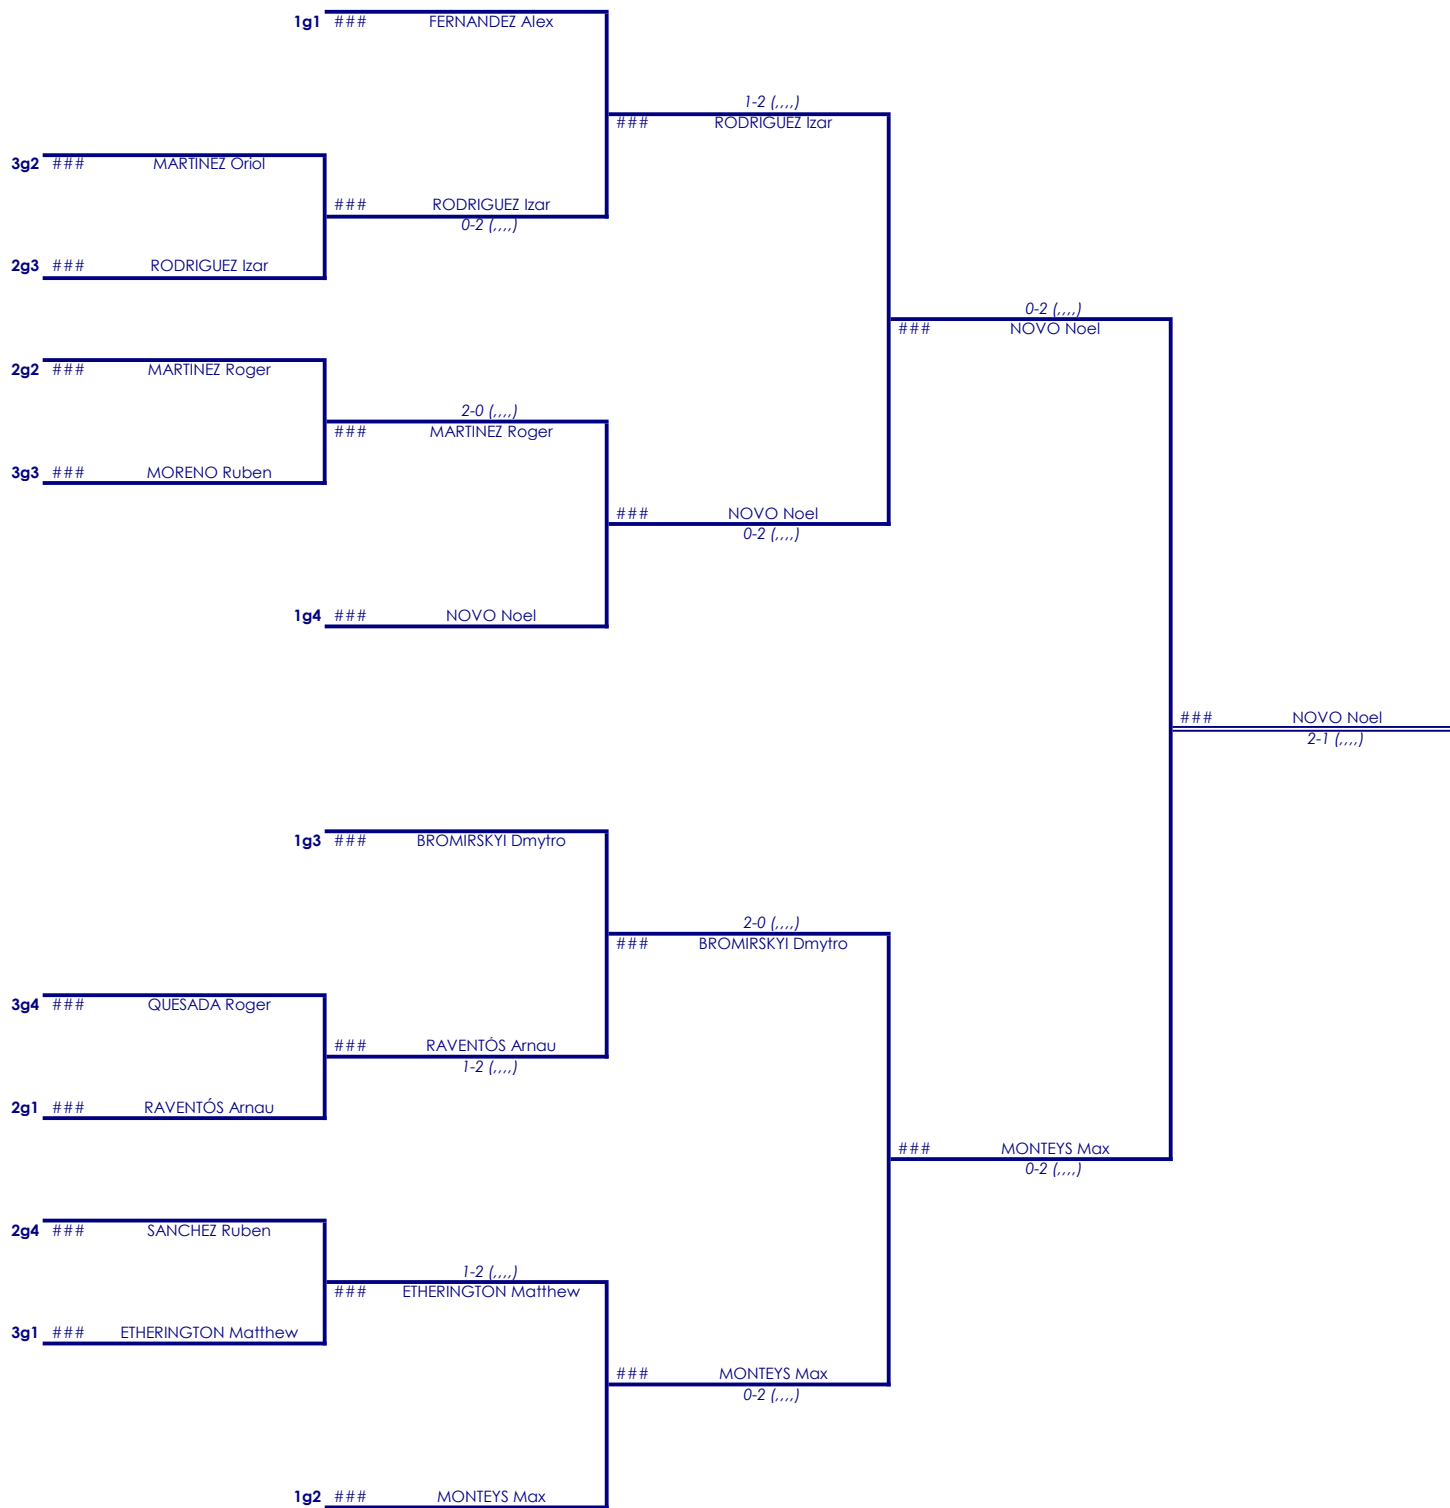 1g1 ### FERNANDEZ Alex
1-2 (,,,,)
### RODRIGUEZ Izar
3g2 ### MARTINEZ Oriol
### RODRIGUEZ Izar
0-2 (,,,,)
2g3 ### RODRIGUEZ Izar
0-2 (,,,,)
### NOVO Noel
2g2 ### MARTINEZ Roger
2-0 (,,,,)
### MARTINEZ Roger
3g3 ### MORENO Ruben
### NOVO Noel
0-2 (,,,,)
1g4 ### NOVO Noel
### NOVO Noel
2-1 (,,,,)
1g3 ### BROMIRSKYI Dmytro
2-0 (,,,,)
### BROMIRSKYI Dmytro
3g4 ### QUESADA Roger
### RAVENTÓS Arnau
1-2 (,,,,)
2g1 ### RAVENTÓS Arnau
### MONTEYS Max
0-2 (,,,,)
2g4 ### SANCHEZ Ruben
1-2 (,,,,)
### ETHERINGTON Matthew
3g1 ### ETHERINGTON Matthew
### MONTEYS Max
0-2 (,,,,)
1g2 ### MONTEYS Max